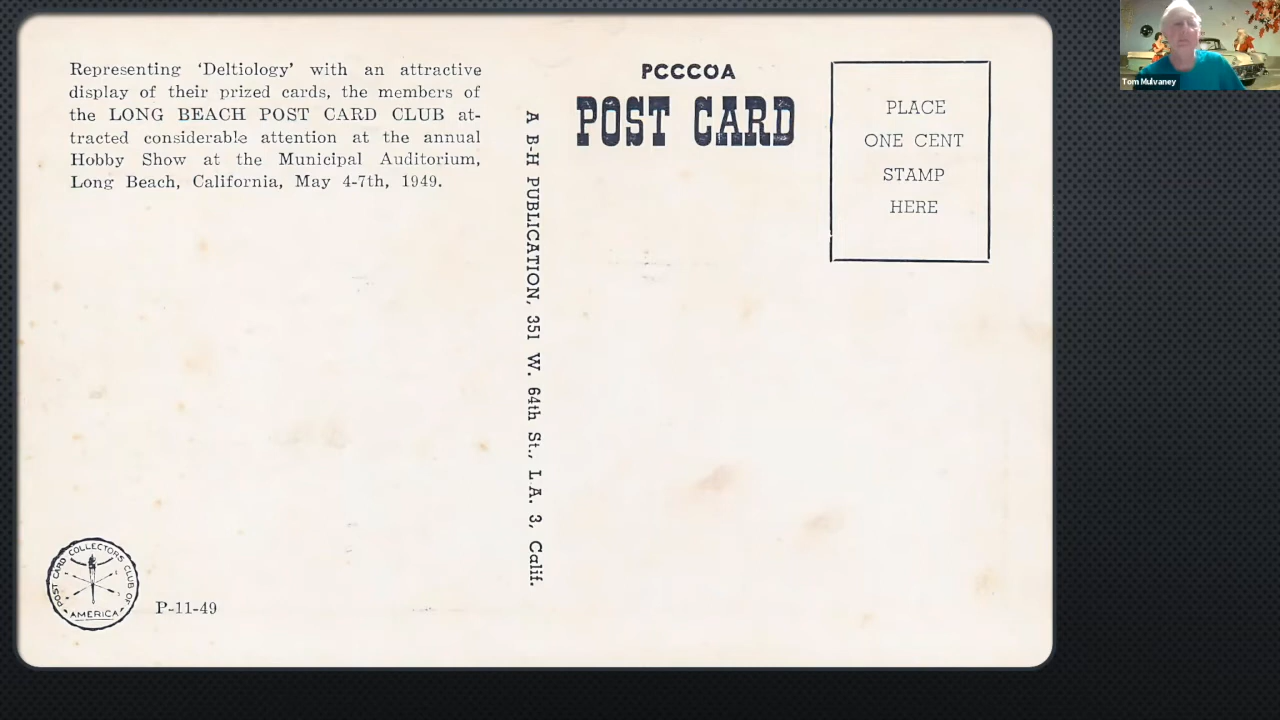 Representing ‘Deltiology’ with an attractive
display of their prized cards, the members of
the LONG BEACH POST CARD CLUB at-
tracted considerable attention at the annual
Hobby Show at the Municipal Auditorium,
Long Beach, California, May 4-7th, 1949.
A B-H PUBLICATION, 351 W. 64th St., L.A. 3, Calif.
PCCCOA
POST CARD
PLACE
ONE CENT
STAMP
HERE
POST CARD COLLECTORS CLUB OF
AMERICA
P-11-49
Tom Mulvaney